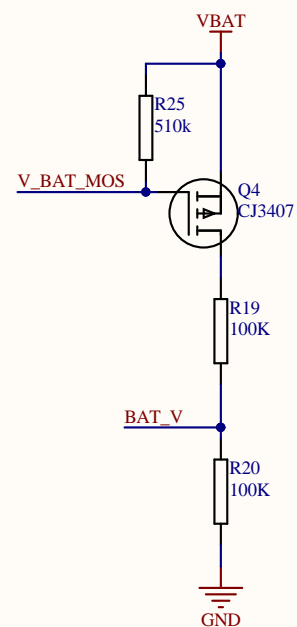 VBAT
R25
510k
V_BAT_MOS
Q4
CJ3407
R19
100K
BAT_V
R20
100K
GND